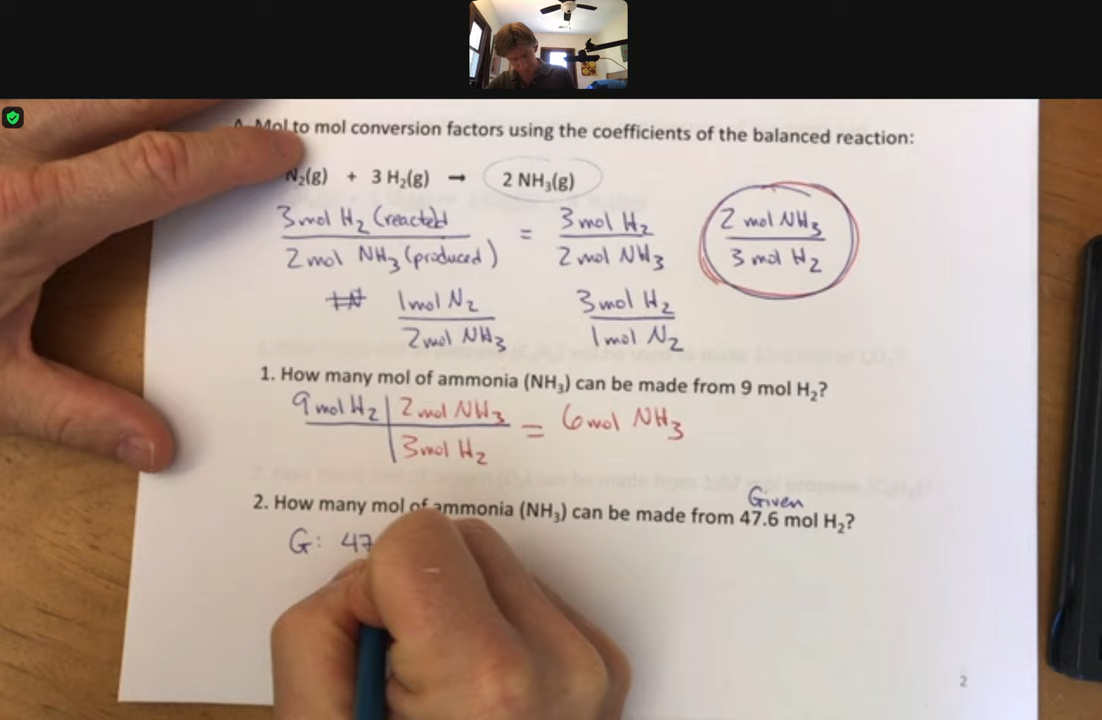 A. Mol to mol conversion factors using the coefficients of the balanced reaction:
N₂(g) + 3 H₂(g) → 2 NH₃(g)
3 mol H₂ (reacted) / 2 mol NH₃ (produced) = 3 mol H₂ / 2 mol NH₃
2 mol NH₃ / 3 mol H₂
1 mol N₂ / 2 mol NH₃
3 mol H₂ / 1 mol N₂
1. How many mol of ammonia (NH₃) can be made from 9 mol H₂?
9 mol H₂ | 2 mol NH₃ / 3 mol H₂ = 6 mol NH₃
Given
2. How many mol of ammonia (NH₃) can be made from 47.6 mol H₂?
G: 47
2